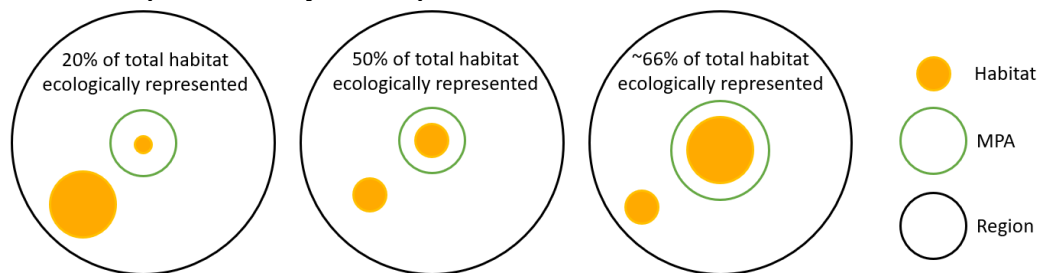 20% of total habitat
ecologically represented
50% of total habitat
ecologically represented
~66% of total habitat
ecologically represented
Habitat
MPA
Region